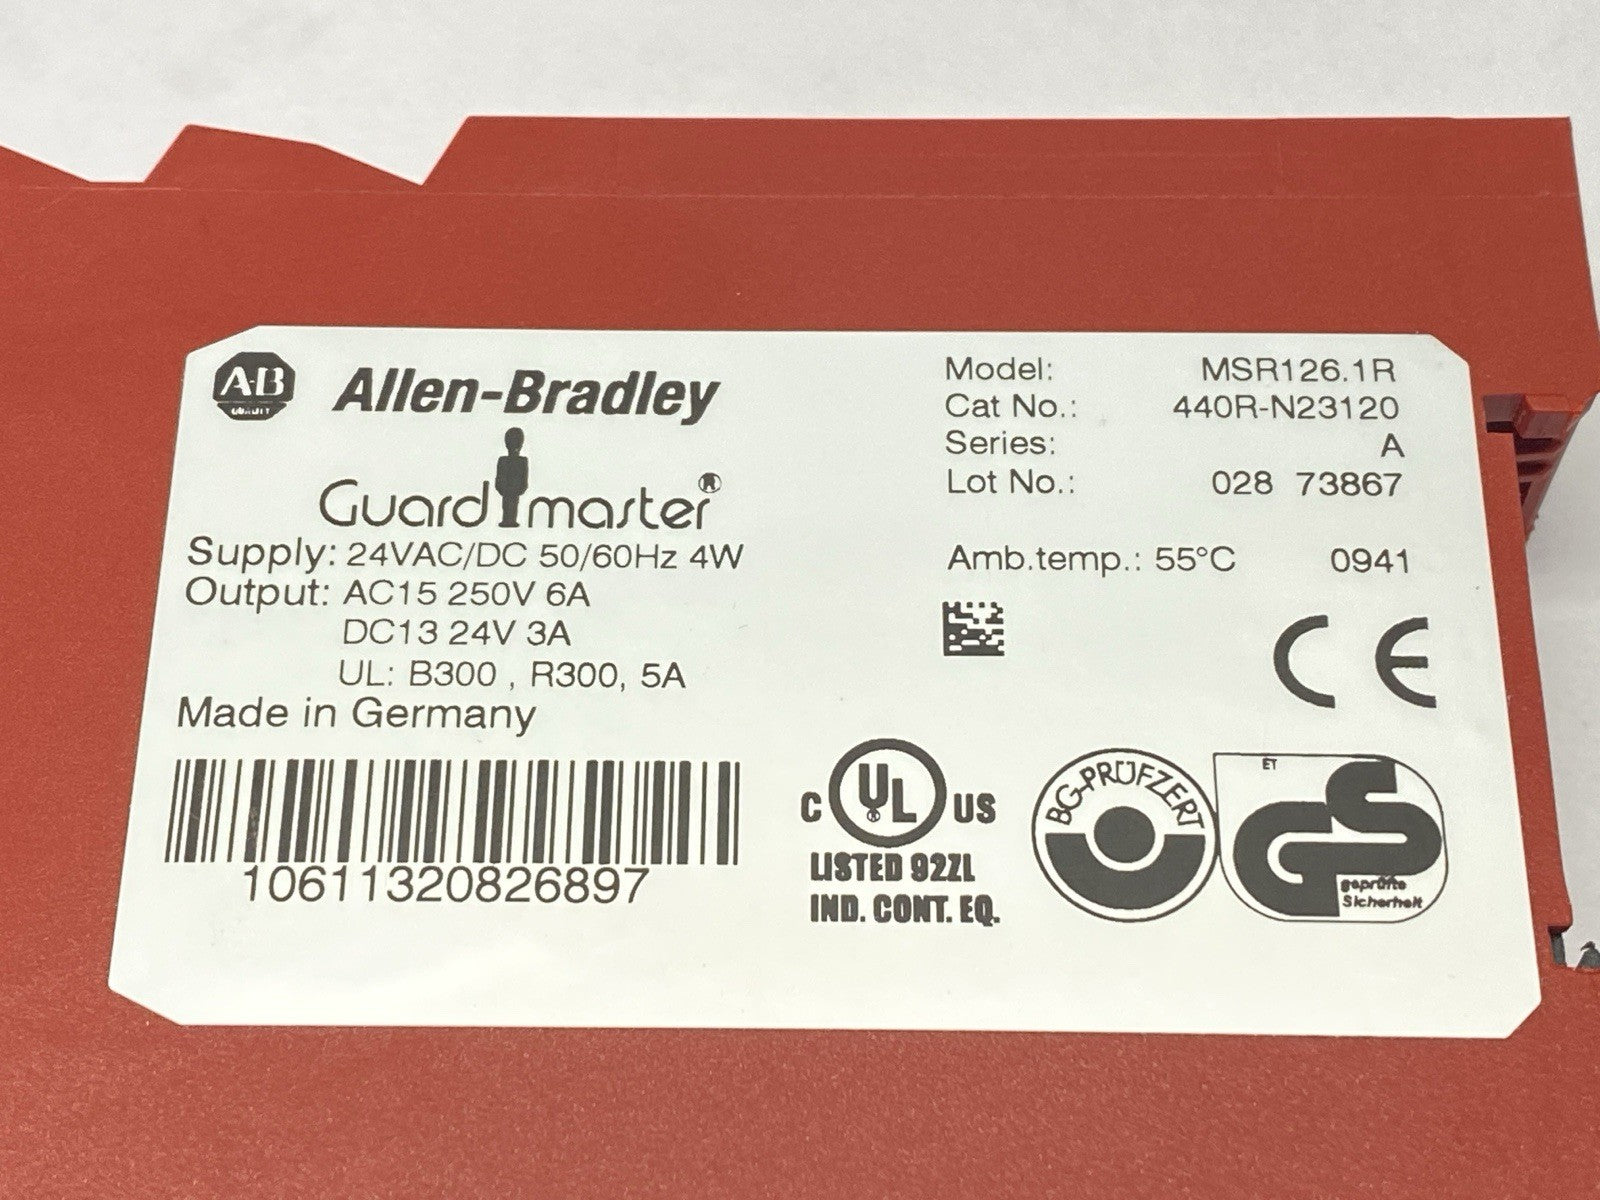 A-B
QUALITY
Allen-Bradley
Guardmaster®
Supply: 24VAC/DC 50/60Hz 4W
Output: AC15 250V 6A
DC13 24V 3A
UL: B300 , R300, 5A
Made in Germany
10611320826897
Model: MSR126.1R
Cat No.: 440R-N23120
Series: A
Lot No.: 028 73867
Amb.temp.: 55°C 0941
CE
C UL® US
LISTED 92ZL
IND. CONT. EQ.
BG-PRÜFZERT
ET
GS
geprüfte
Sicherheit